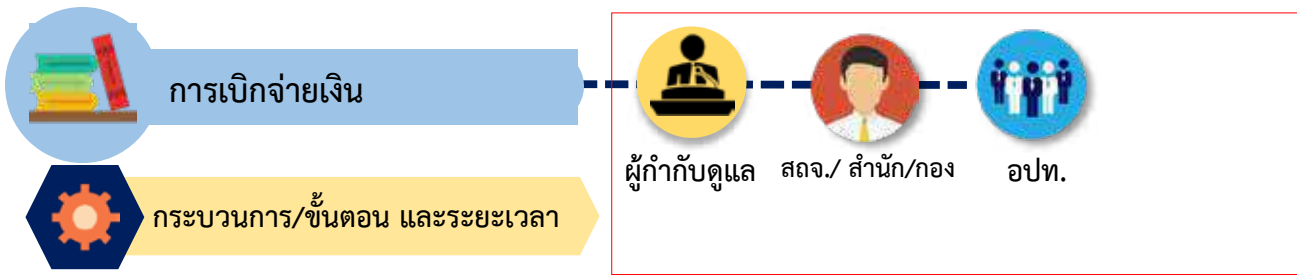 การเบิกจ่ายเงิน
ผู้กำกับดูแล
สถจ./ สำนัก/กอง
อปท.
กระบวนการ/ขั้นตอน และระยะเวลา